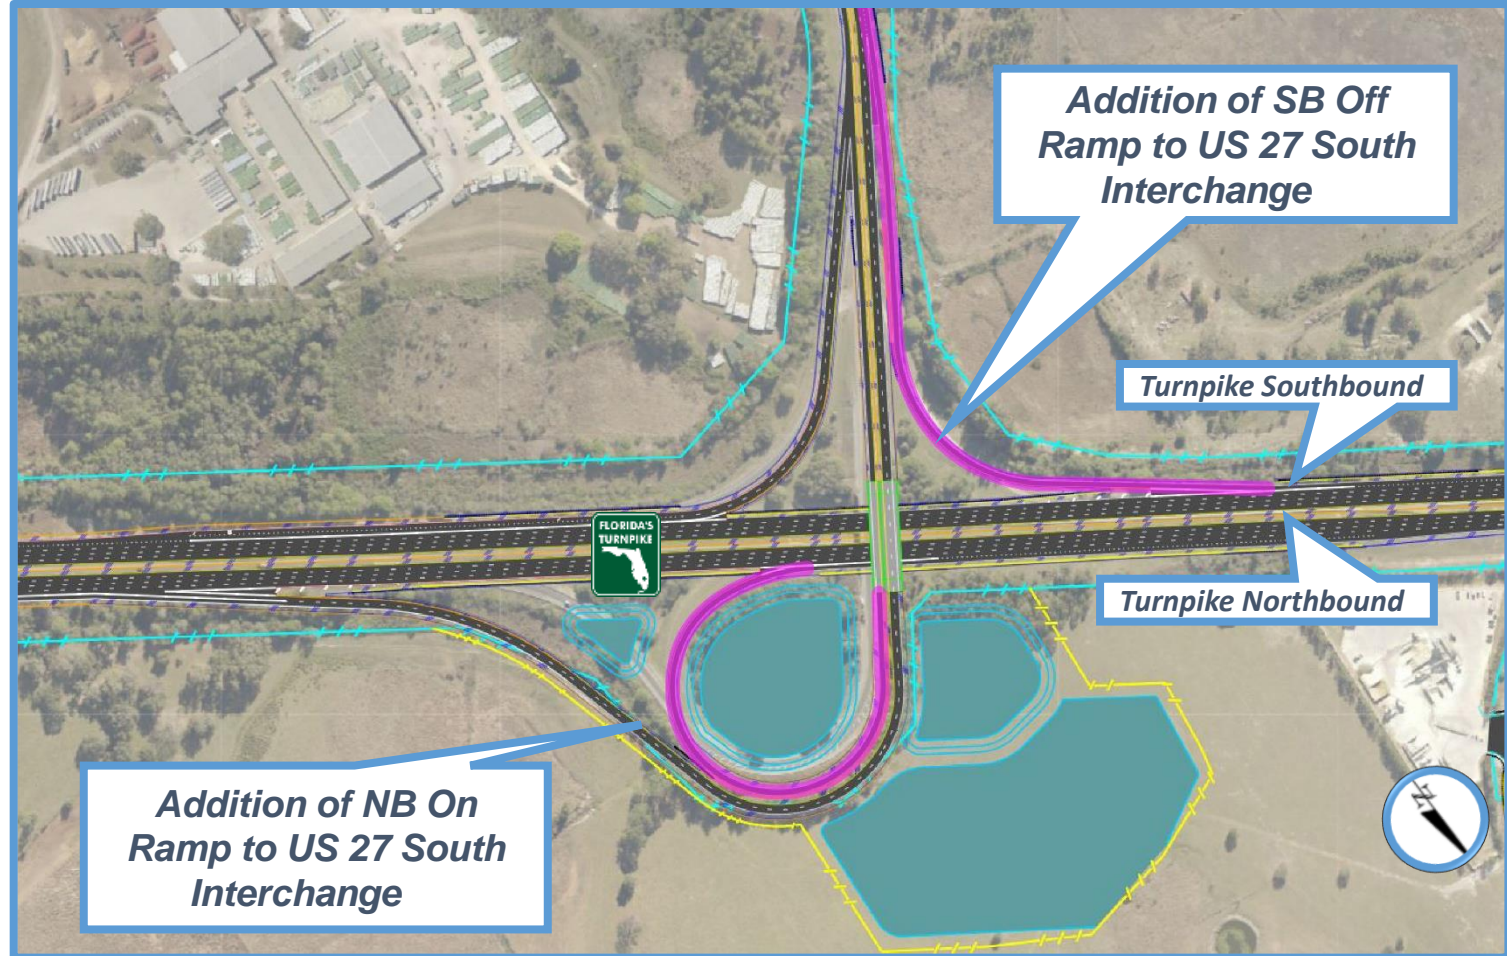 Addition of SB Off
Ramp to US 27 South
Interchange
Turnpike Southbound
FLORIDA'S
TURNPIKE
Turnpike Northbound
Addition of NB On
Ramp to US 27 South
Interchange
N